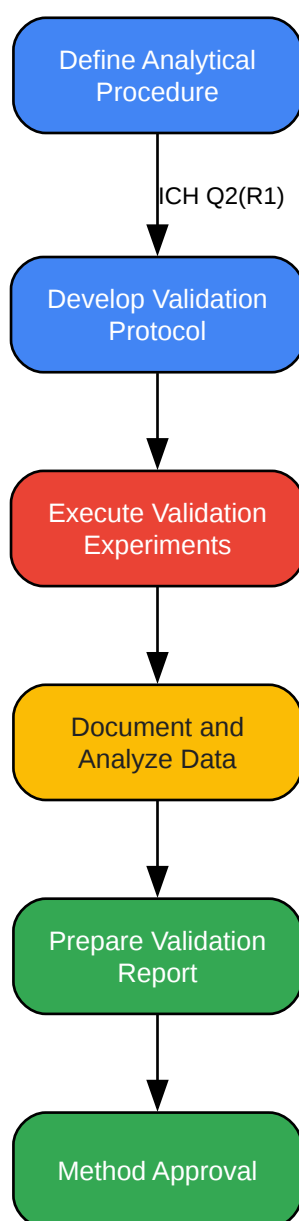 Define Analytical
Procedure
ICH Q2(R1)
Develop Validation
Protocol
Execute Validation
Experiments
Document and
Analyze Data
Prepare Validation
Report
Method Approval